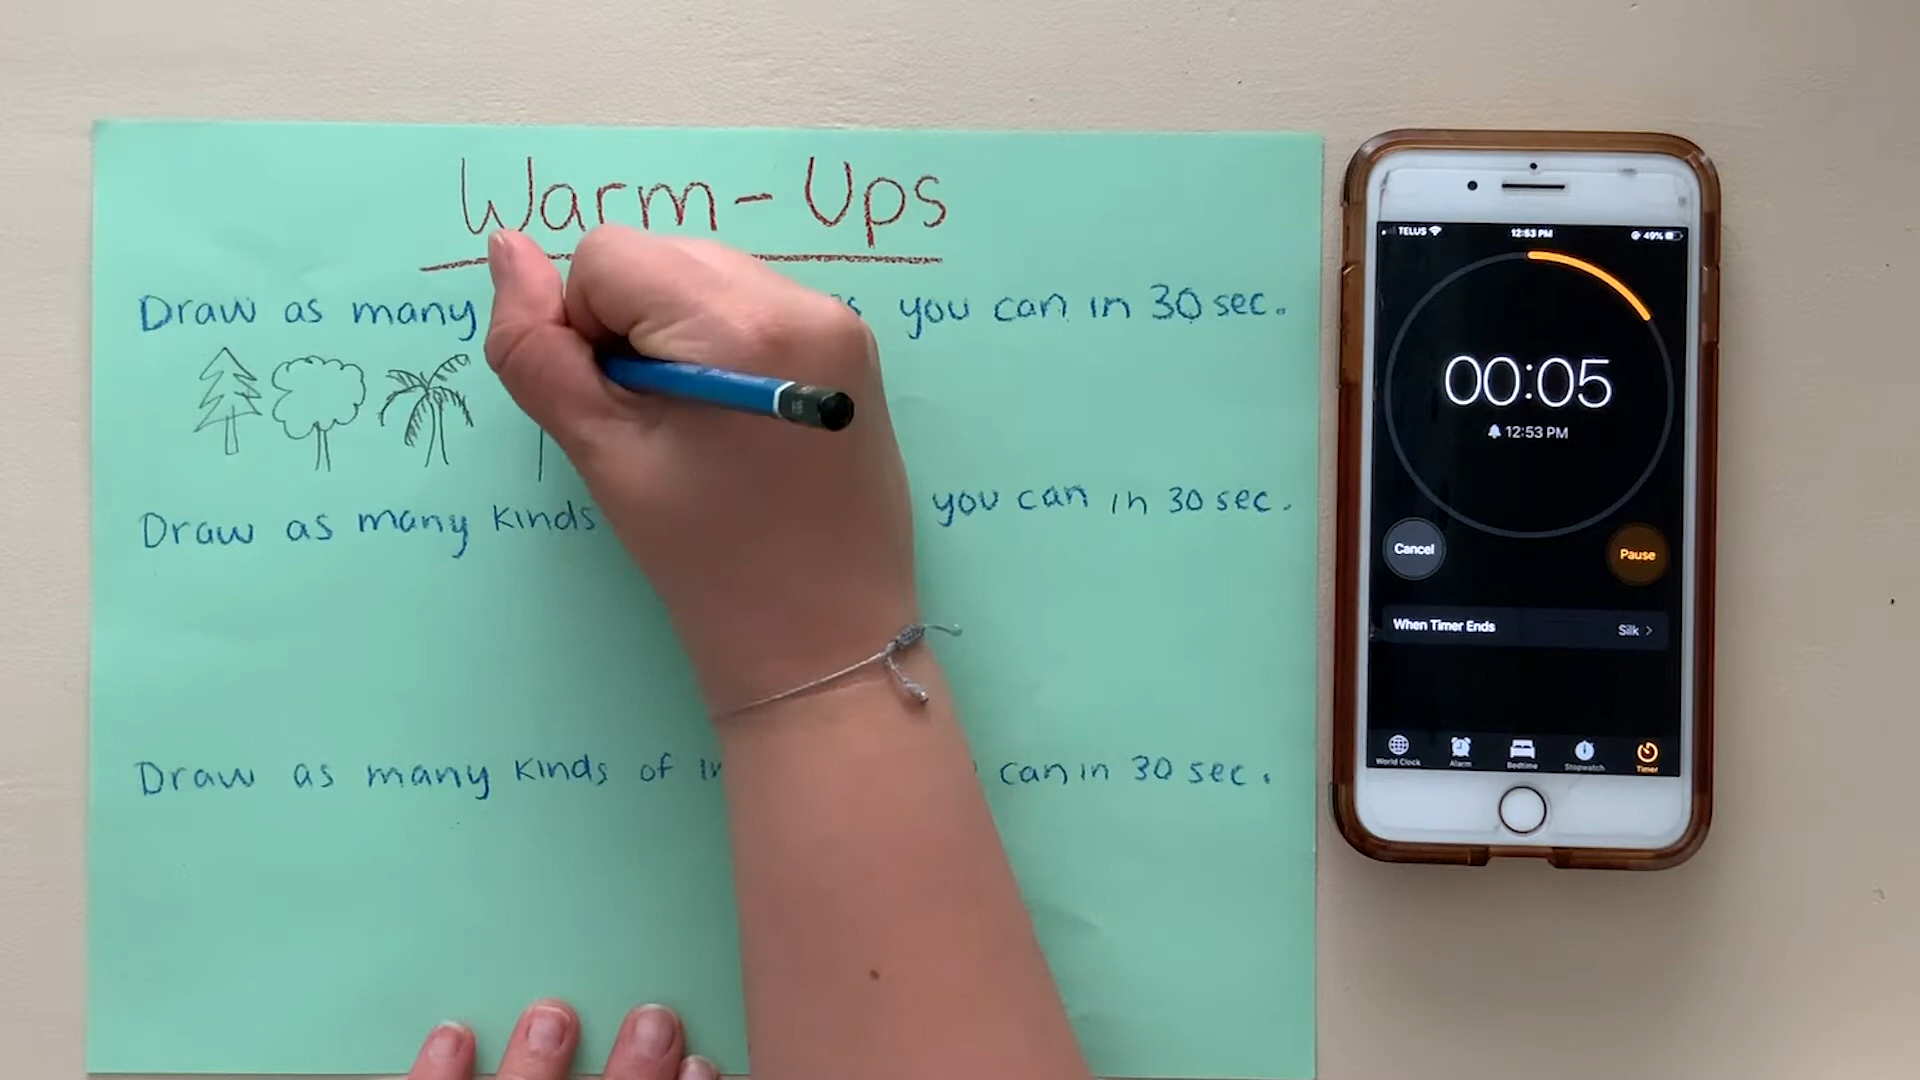 Warm-Ups
Draw as many you can in 30 sec.
Draw as many kinds you can in 30 sec.
Draw as many kinds of can in 30 sec.
TELUS 12:53 PM 49%
00:05
12:53 PM
Cancel Pause
When Timer Ends Silk >
World Clock Alarm Bedtime Stopwatch Timer